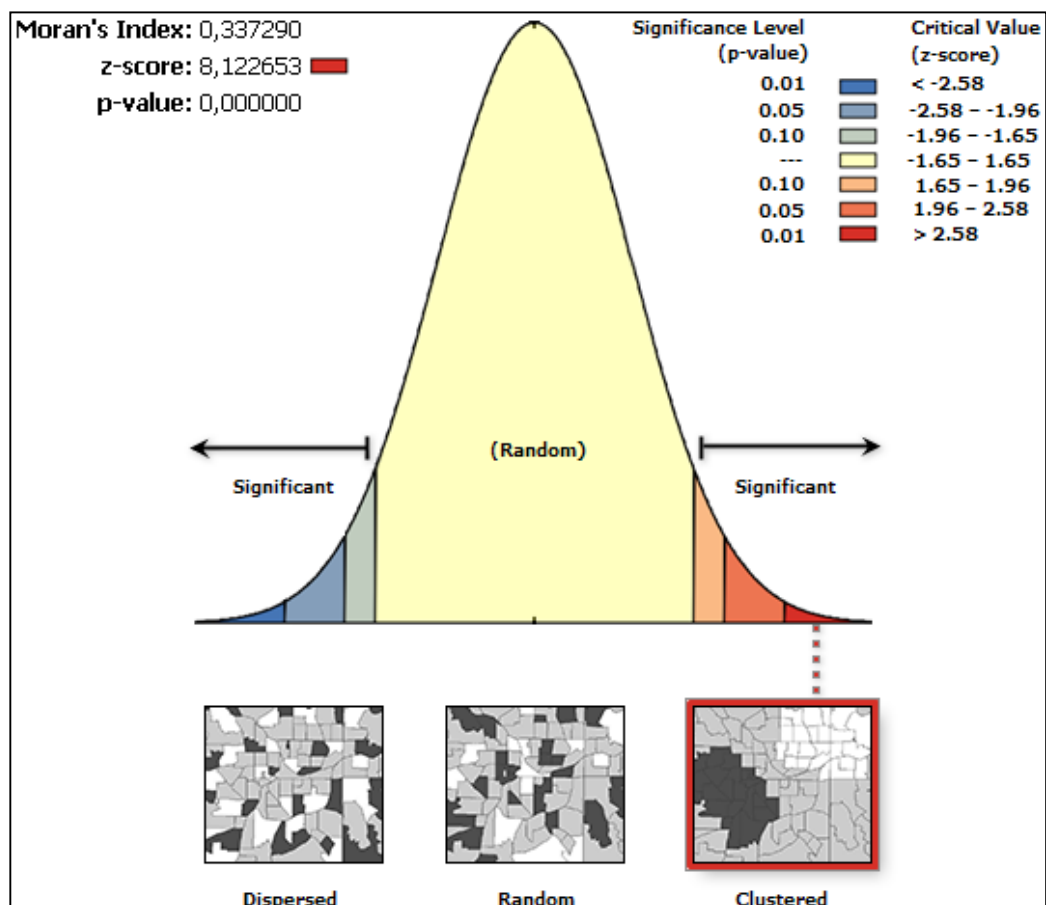 Moran's Index: 0,337290
z-score: 8,122653
p-value: 0,000000
Significance Level
(p-value)
Critical Value
(z-score)
0.01 < -2.58
0.05 -2.58 – -1.96
0.10 -1.96 – -1.65
--- -1.65 – 1.65
0.10 1.65 – 1.96
0.05 1.96 – 2.58
0.01 > 2.58
(Random)
Significant
Significant
Dispersed
Random
Clustered